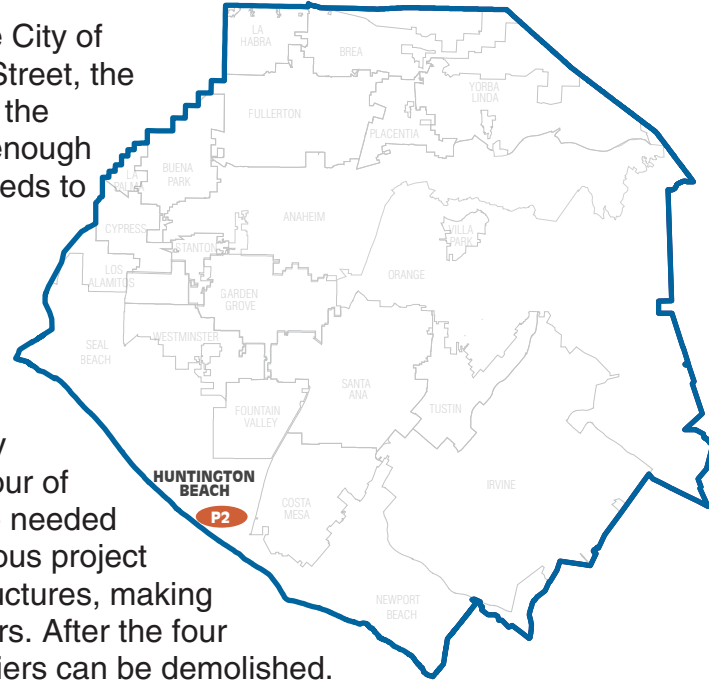 e City of
Street, the
the
enough
eds to
our of
needed
ous project
uctures, making
rs. After the four
iers can be demolished.
LA
HABRA
BREA
YORBA
LINDA
FULLERTON
PLACENTIA
BUENA
PARK
LA
PALMA
ANAHEIM
CYPRESS
STANTON
VILLA
PARK
LOS
ALAMITOS
ORANGE
GARDEN
GROVE
WESTMINSTER
SEAL
BEACH
SANTA
ANA
TUSTIN
FOUNTAIN
VALLEY
HUNTINGTON
BEACH
P2
COSTA
MESA
IRVINE
NEWPORT
BEACH